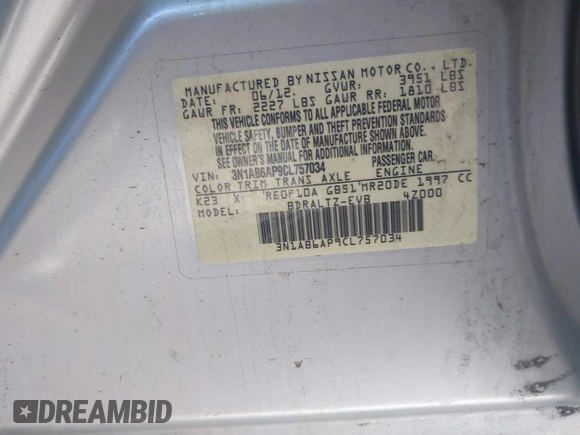 MANUFACTURED BY NISSAN MOTOR CO., LTD.
DATE: 06/12. GVWR: 3951 LBS
GAWR FR: 2227 LBS GAWR RR: 1810 LBS
THIS VEHICLE CONFORMS TO ALL APPLICABLE FEDERAL MOTOR
VEHICLE SAFETY, BUMPER AND THEFT PREVENTION STANDARDS
IN EFFECT ON THE DATE OF MANUFACTURE SHOWN ABOVE.
SEE OWNER'S MANUAL FOR ADDITIONAL INFORMATION.
VIN: 3N1AB6AP9CL757034 PASSENGER CAR
COLOR TRIM TRANS AXLE ENGINE
K23 X RE0F10A GB51 MR20DE 1997 CC
MODEL: BDRALTZ-EVB 4Z000
3N1AB6AP9CL757034
DREAMBID